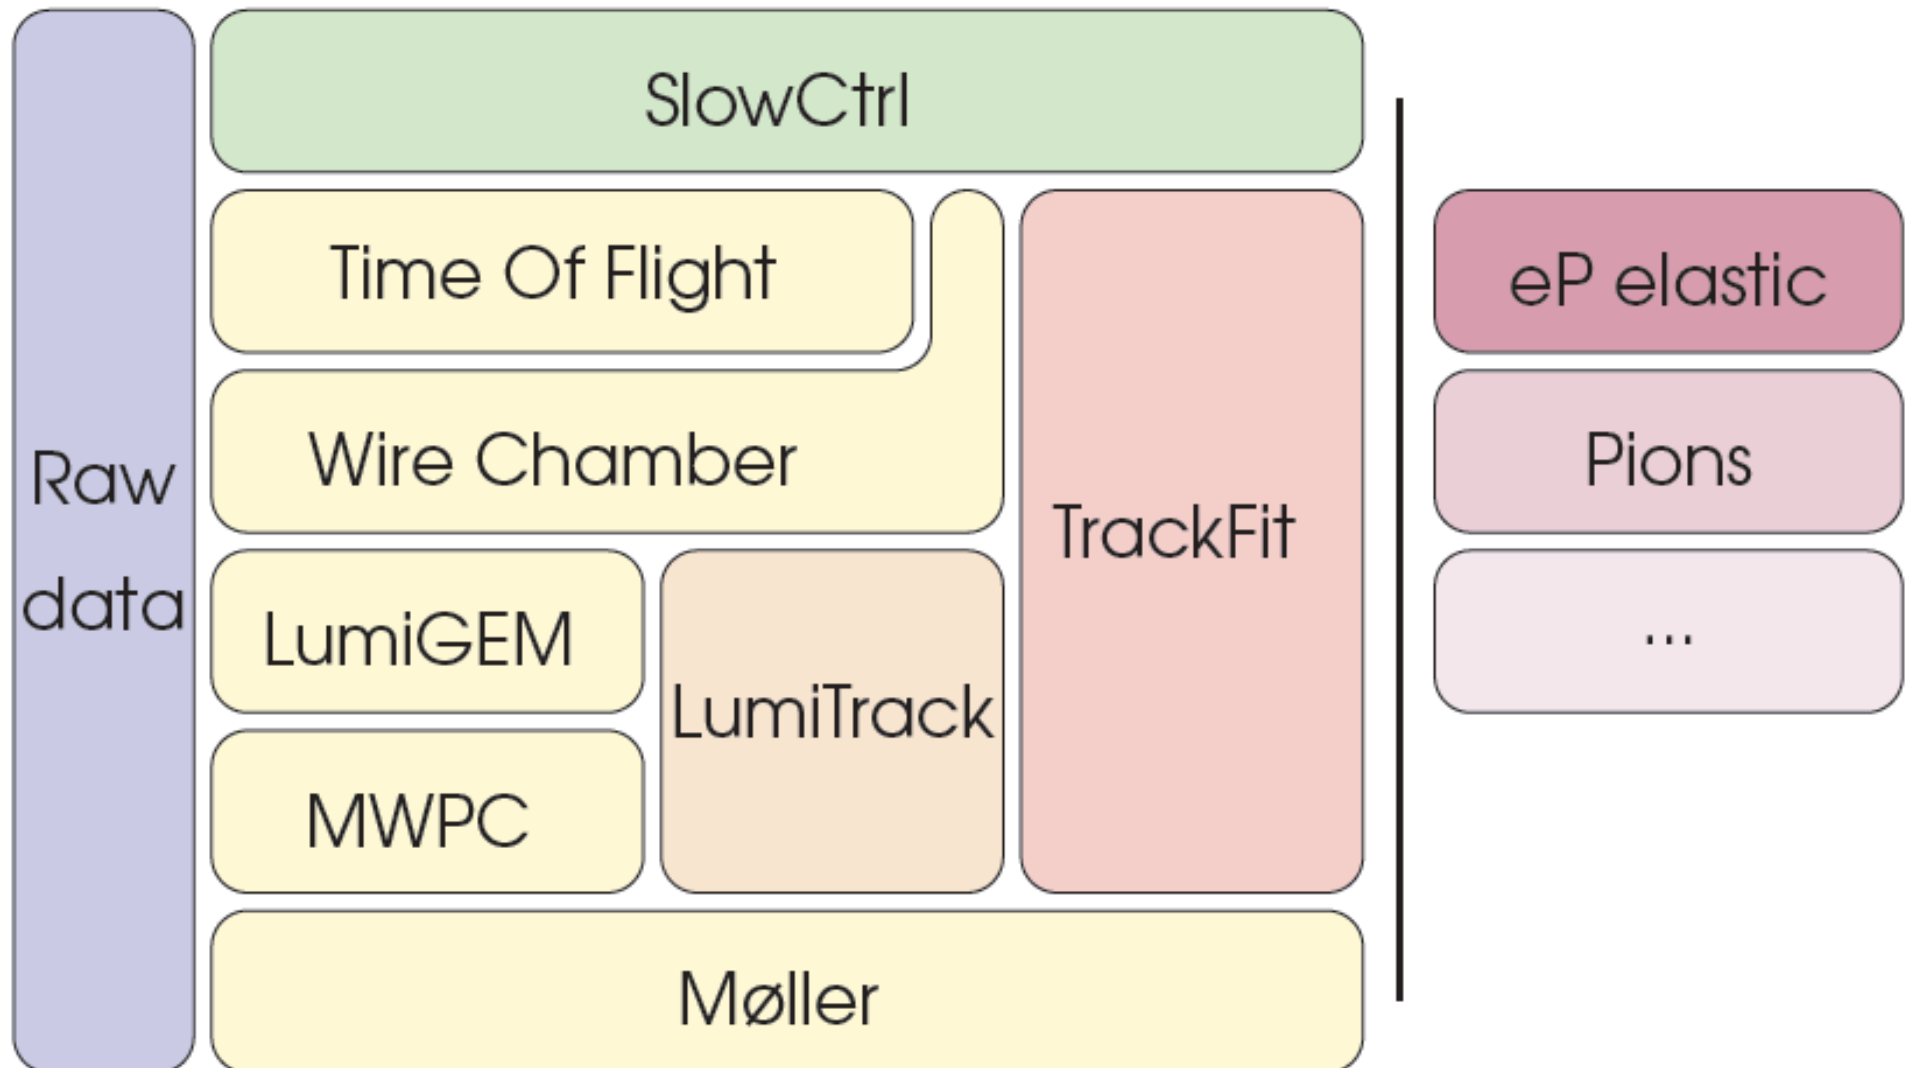 Raw
data
SlowCtrl
Time Of Flight
Wire Chamber
LumiGEM
MWPC
LumiTrack
TrackFit
Møller
eP elastic
Pions
...